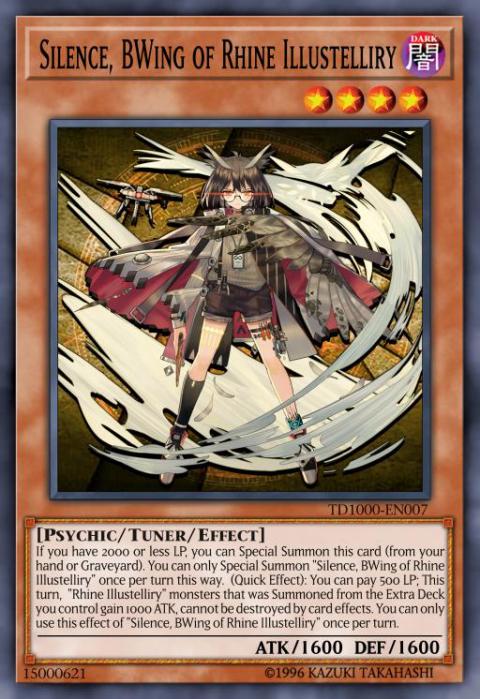 SILENCE, BWING OF RHINE ILLUSTELLIRY
DARK
闇
TD1000-EN007
[PSYCHIC/TUNER/EFFECT]
If you have 2000 or less LP, you can Special Summon this card (from your
hand or Graveyard). You can only Special Summon "Silence, BWing of Rhine
Illustelliry" once per turn this way. (Quick Effect): You can pay 500 LP; This
turn, "Rhine Illustelliry" monsters that was Summoned from the Extra Deck
you control gain 1000 ATK, cannot be destroyed by card effects. You can only
use this effect of "Silence, BWing of Rhine Illustelliry" once per turn.
ATK/1600 DEF/1600
15000621 ©1996 KAZUKI TAKAHASHI